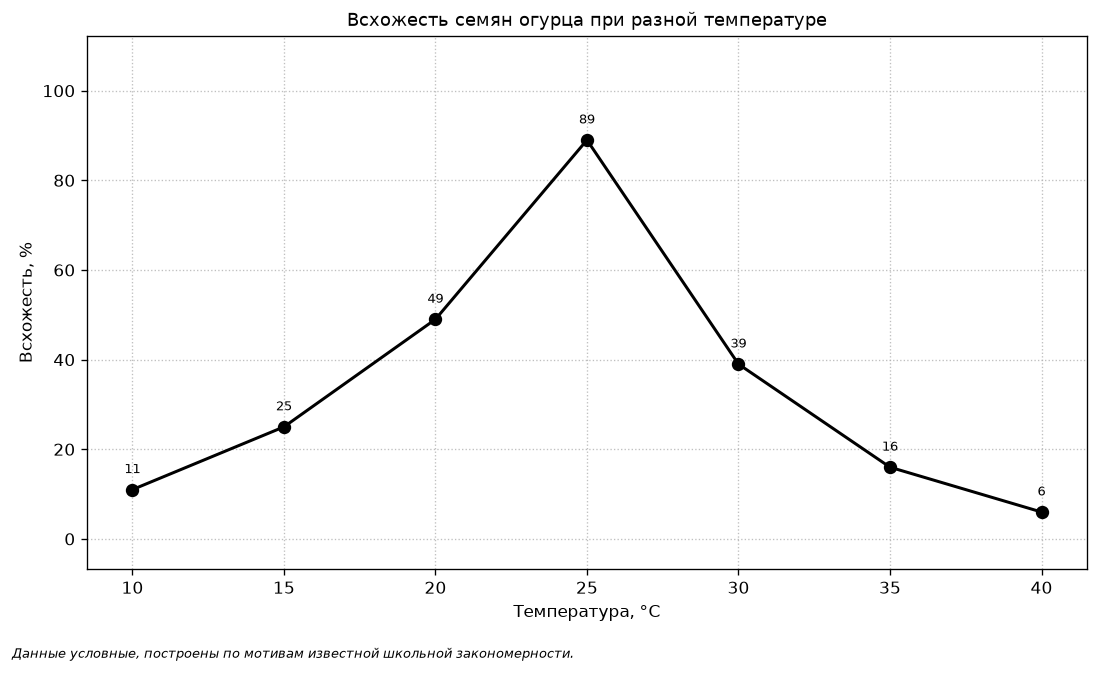 Всхожесть семян огурца при разной температуре
Всхожесть, %
100
80
60
40
20
0
11
25
49
89
39
16
6
10 15 20 25 30 35 40
Температура, °C
Данные условные, построены по мотивам известной школьной закономерности.